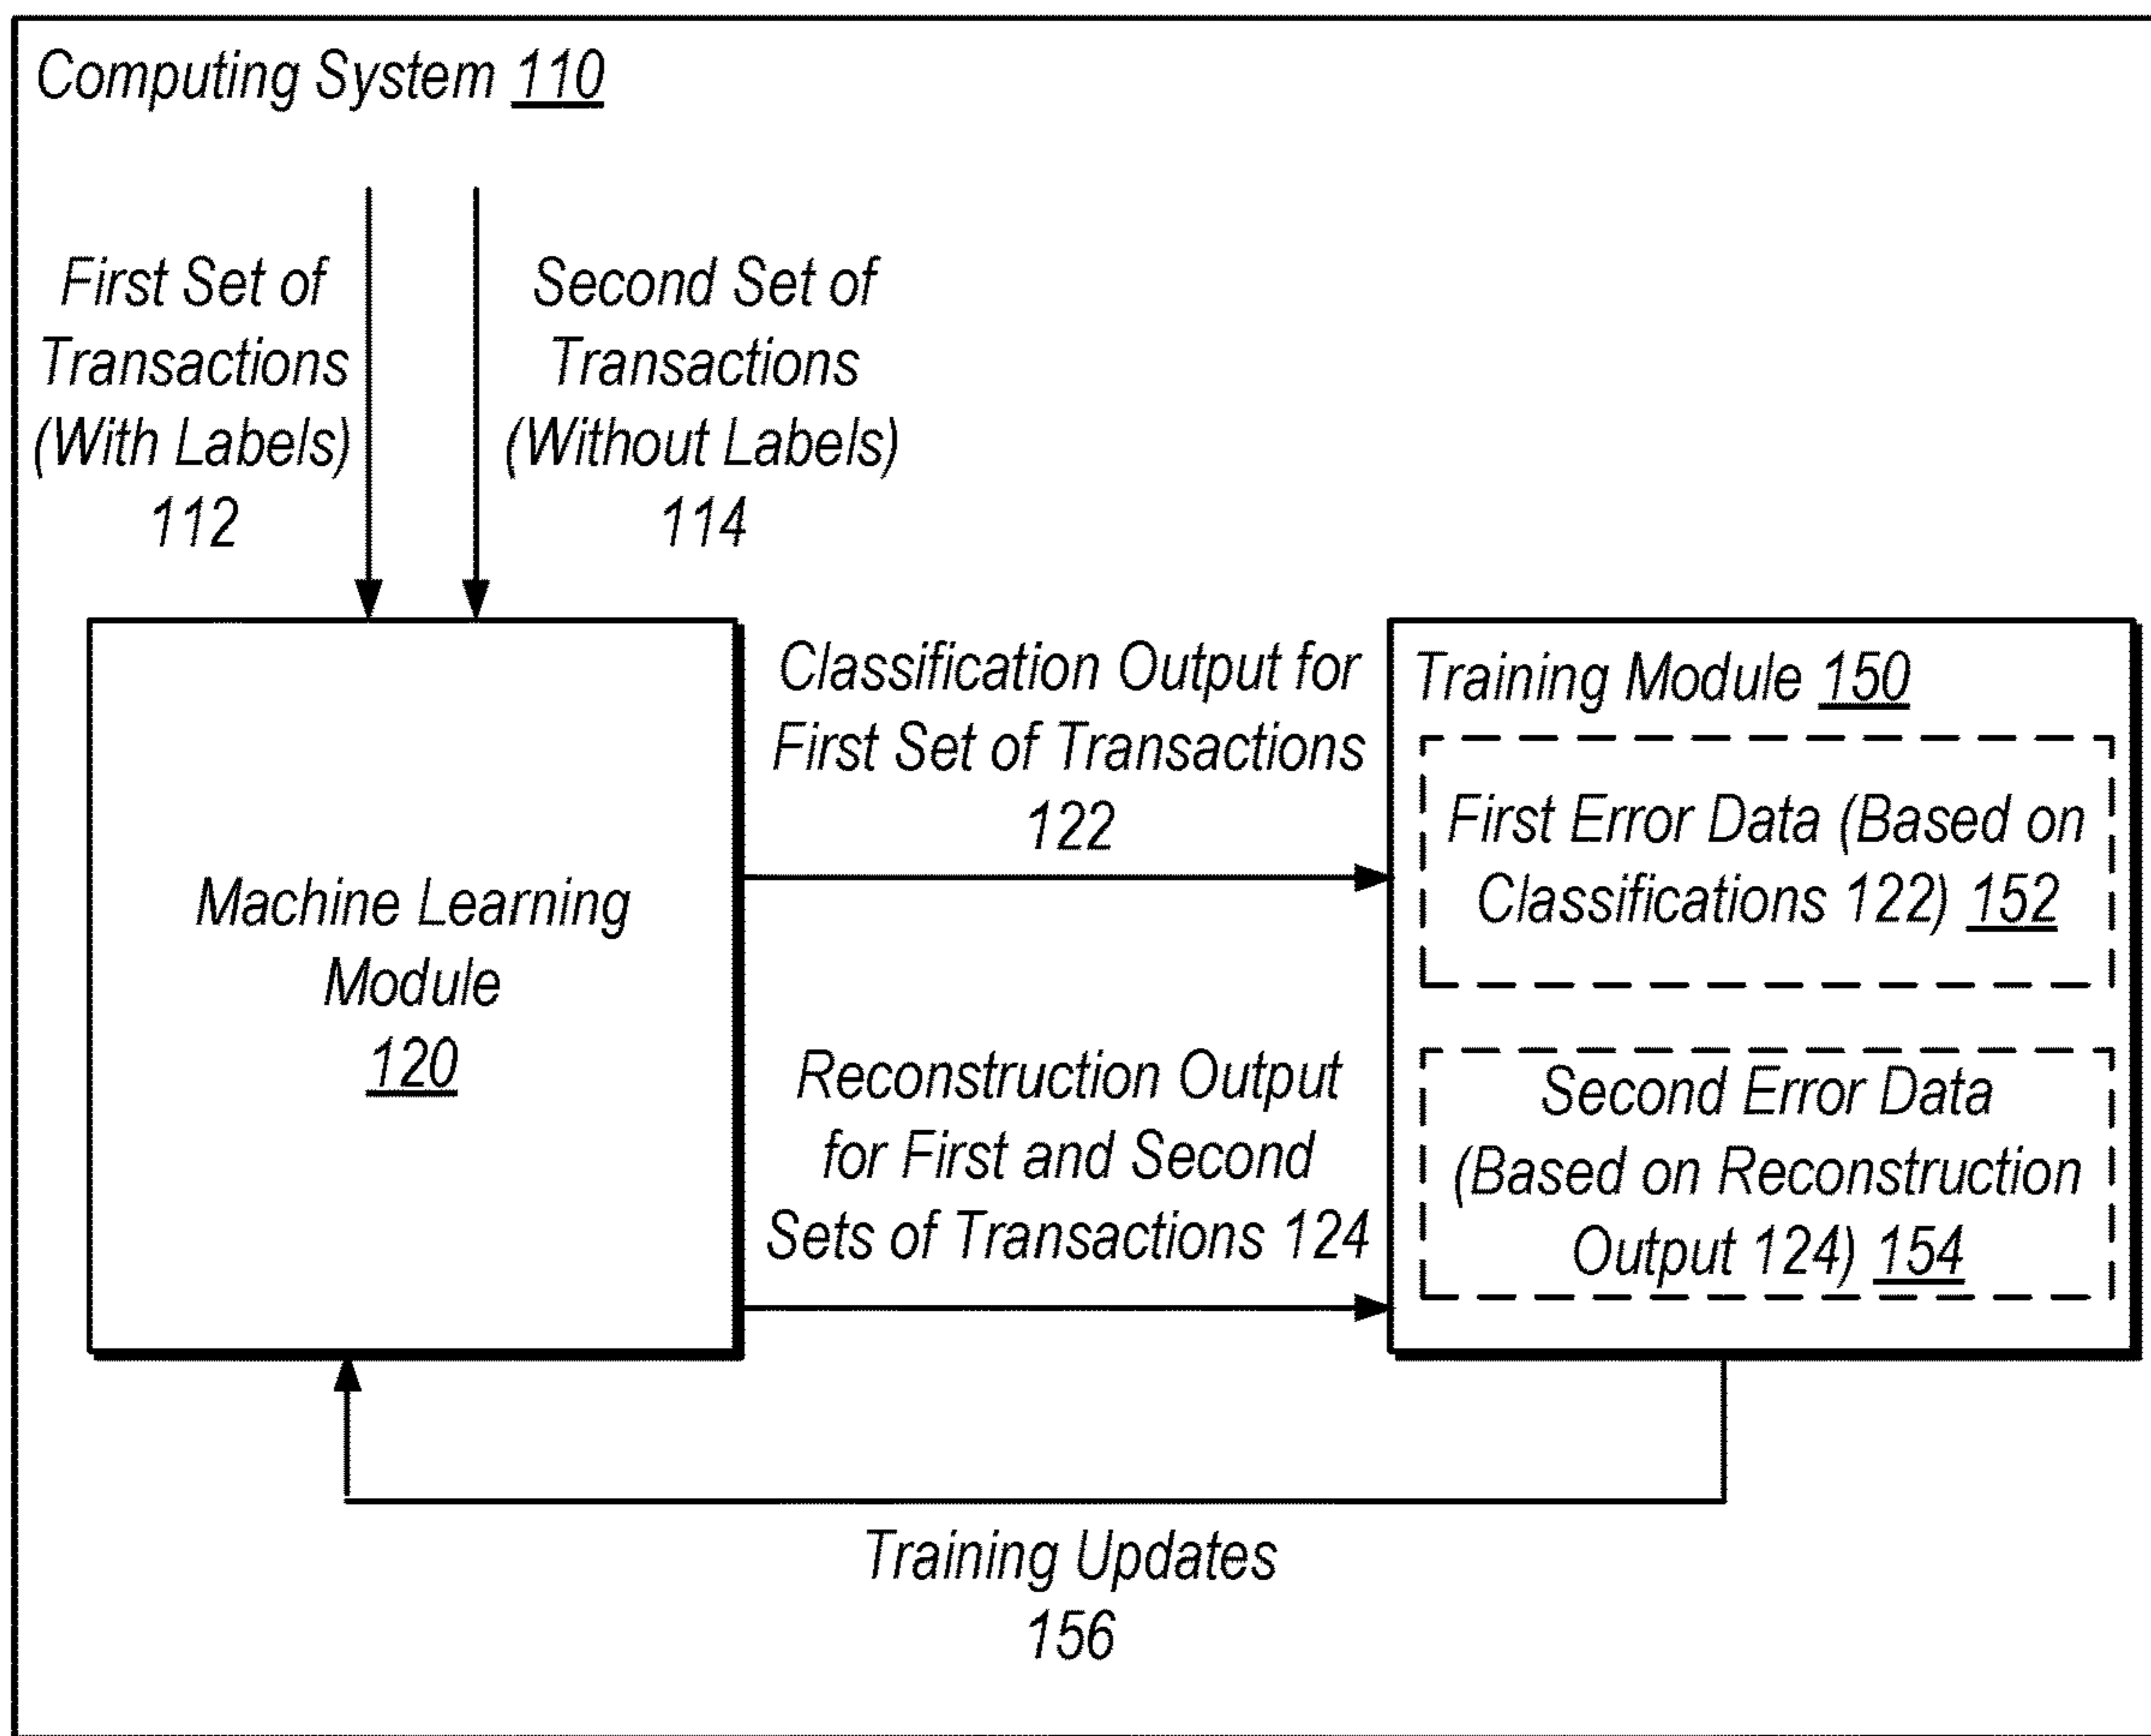 Computing System 110
First Set of
Transactions
(With Labels)
112
Second Set of
Transactions
(Without Labels)
114
Machine Learning
Module
120
Classification Output for
First Set of Transactions
122
Reconstruction Output
for First and Second
Sets of Transactions 124
Training Module 150
First Error Data (Based on
Classifications 122) 152
Second Error Data
(Based on Reconstruction
Output 124) 154
Training Updates
156